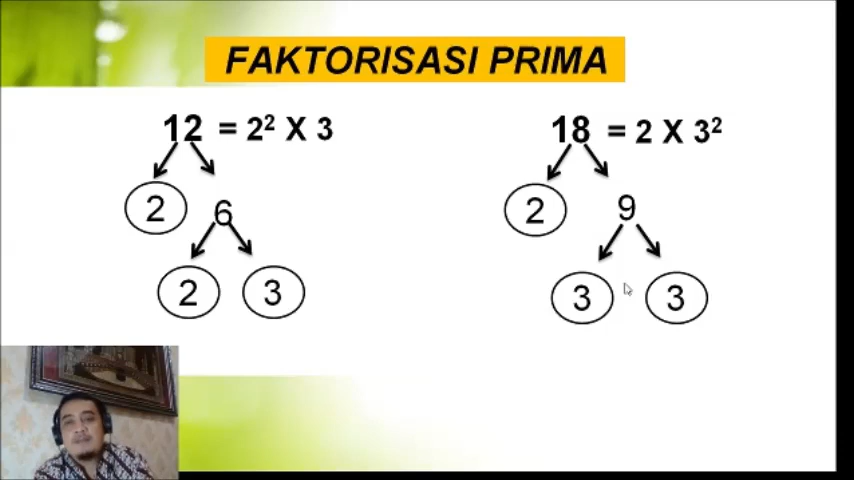 FAKTORISASI PRIMA
12 = 2² X 3
2
6
2
3
18 = 2 X 3²
2
9
3
3